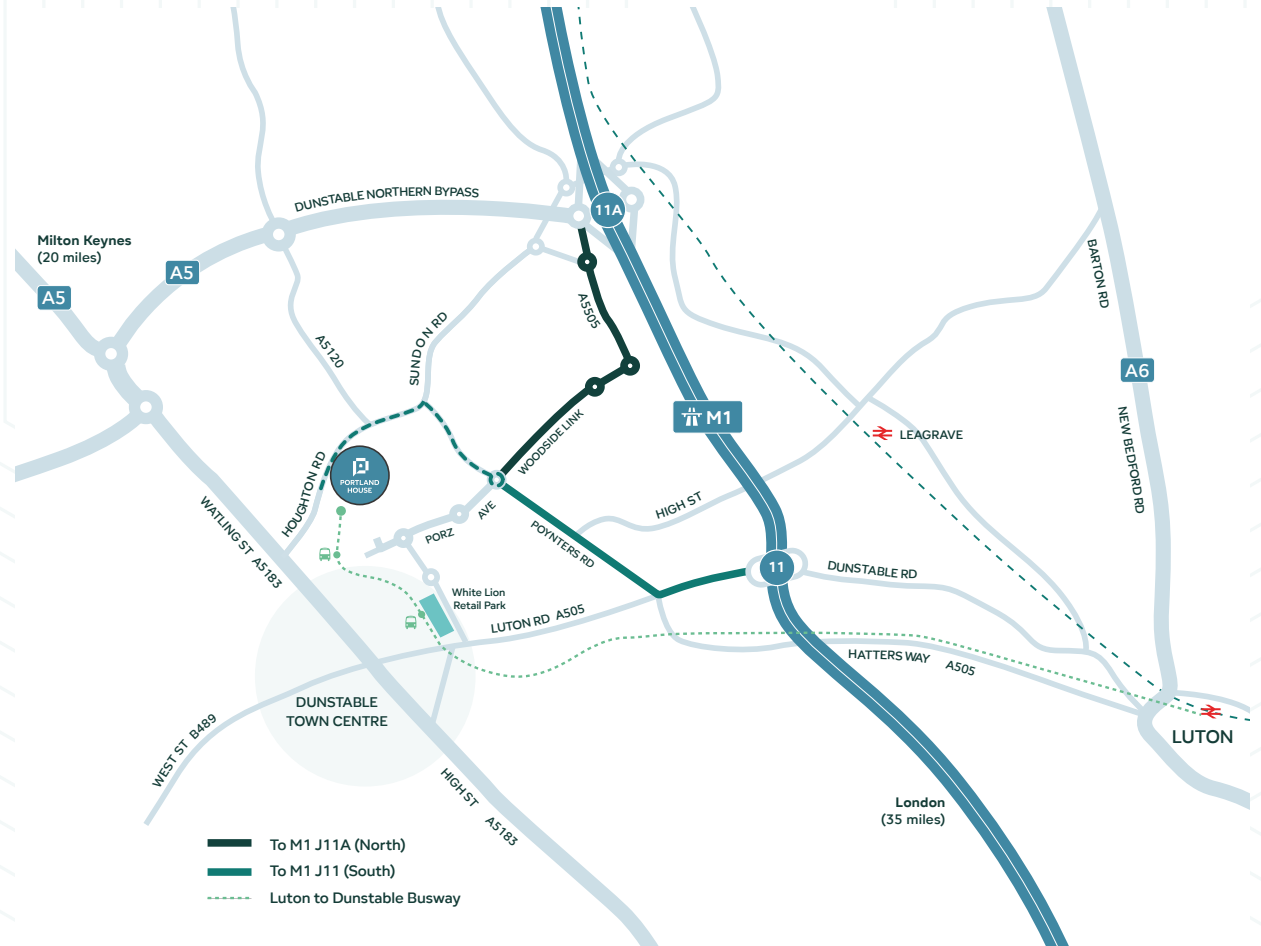 11A
DUNSTABLE NORTHERN BYPASS
Milton Keynes
(20 miles)
A5
A5
A5505
A5120
SUNDON RD
BARTON RD
A6
M1
WOODSIDE LINK
LEAGRAVE
NEW BEDFORD RD
HOUGHTON RD
PORTLAND
HOUSE
HIGH ST
PORZ
AVE
POYNTERS RD
WATLING ST A5183
11
DUNSTABLE RD
White Lion
Retail Park
LUTON RD A505
HATTERS WAY A505
DUNSTABLE
TOWN CENTRE
LUTON
WEST ST B489
HIGH ST A5183
London
(35 miles)
To M1 J11A (North)
To M1 J11 (South)
Luton to Dunstable Busway